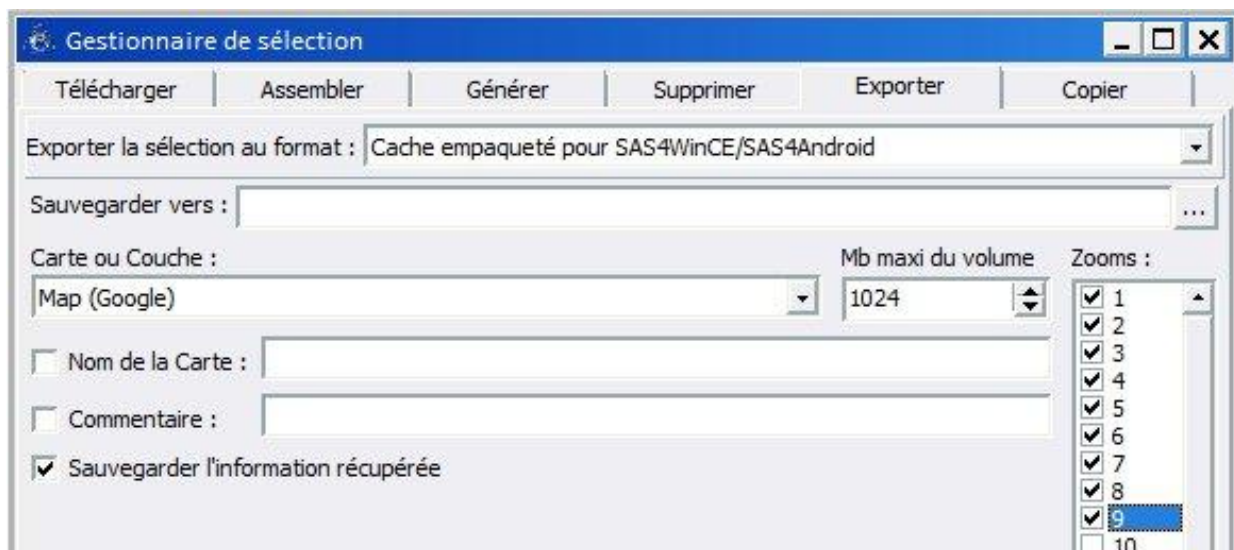 Gestionnaire de sélection
Télécharger Assembler Générer Supprimer Exporter Copier
Exporter la sélection au format : Cache empaqueté pour SAS4WinCE/SAS4Android
Sauvegarder vers : ...
Carte ou Couche : Mb maxi du volume Zooms :
Map (Google) 1024 1
2
Nom de la Carte : 3
4
5
Commentaire : 6
Sauvegarder l'information récupérée 7
8
9
10